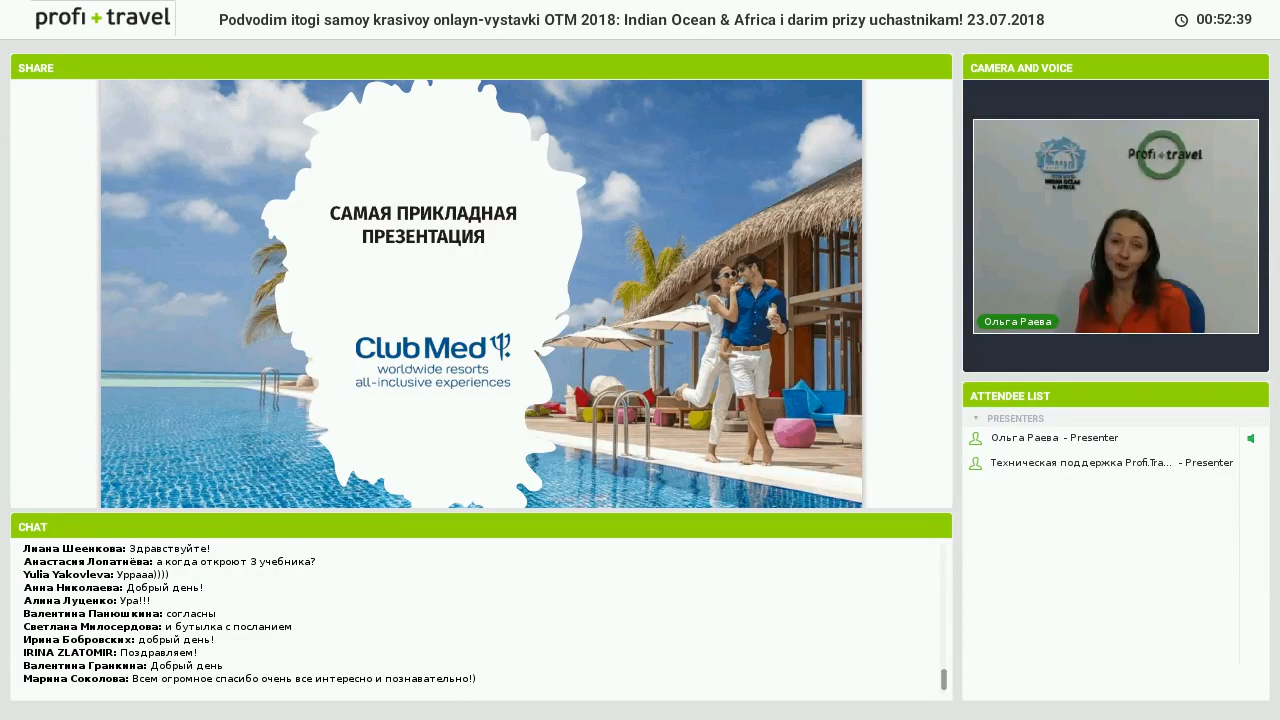 profi + travel
Podvodim itogi samoy krasivoy onlayn-vystavki OTM 2018: Indian Ocean & Africa i darim prizy uchastnikam! 23.07.2018
00:52:39
SHARE
САМАЯ ПРИКЛАДНАЯ
ПРЕЗЕНТАЦИЯ
Club Med
worldwide resorts
all-inclusive experiences
CAMERA AND VOICE
Profi + travel
INDIAN OCEAN
& AFRICA
Ольга Раева
ATTENDEE LIST
PRESENTERS
Ольга Раева - Presenter
Техническая поддержка Profi.Tra... - Presenter
CHAT
Лиана Шеенкова: Здравствуйте!
Анастасия Лопатнёва: а когда откроют 3 учебника?
Yulia Yakovleva: Уррааа))))
Анна Николаева: Добрый день!
Алина Луценко: Ура!!!
Валентина Панюшкина: согласны
Светлана Милосердова: и бутылка с посланием
Ирина Бобровских: добрый день!
IRINA ZLATOMIR: Поздравляем!
Валентина Гранкина: Добрый день
Марина Соколова: Всем огромное спасибо очень все интересно и познавательно!)